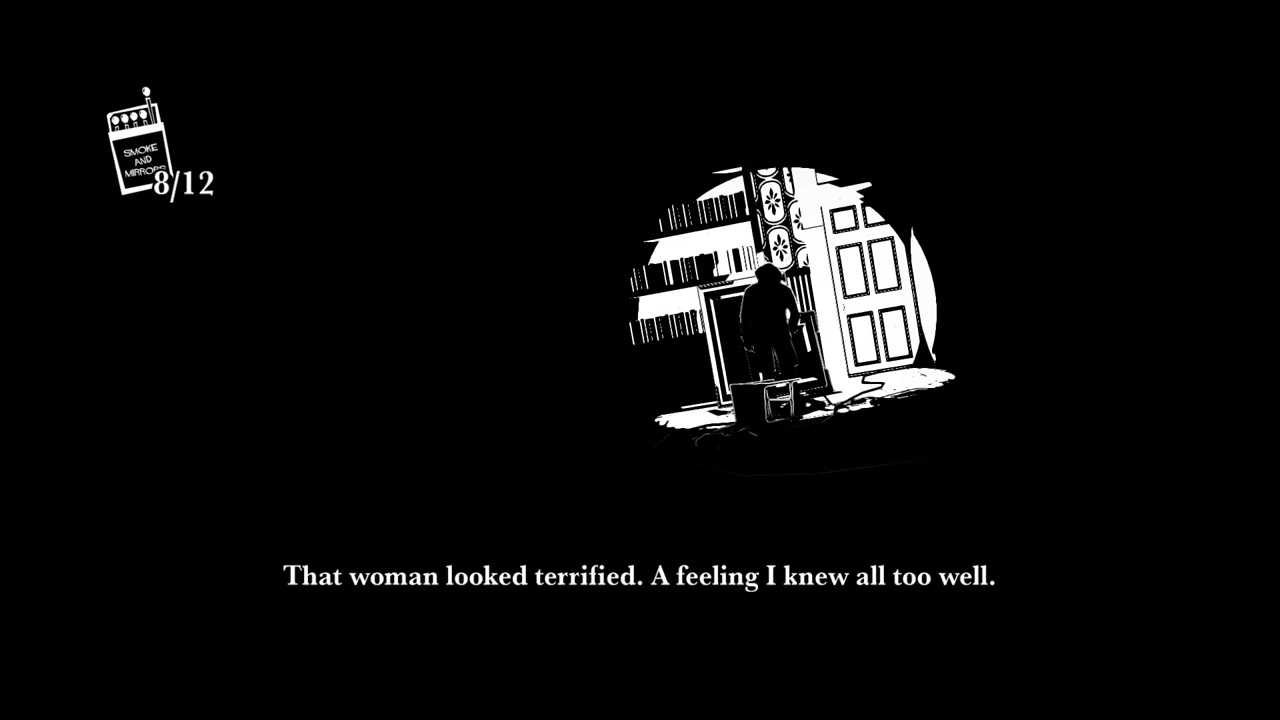 SMOKE
AND
MIRRORS
8/12
That woman looked terrified. A feeling I knew all too well.